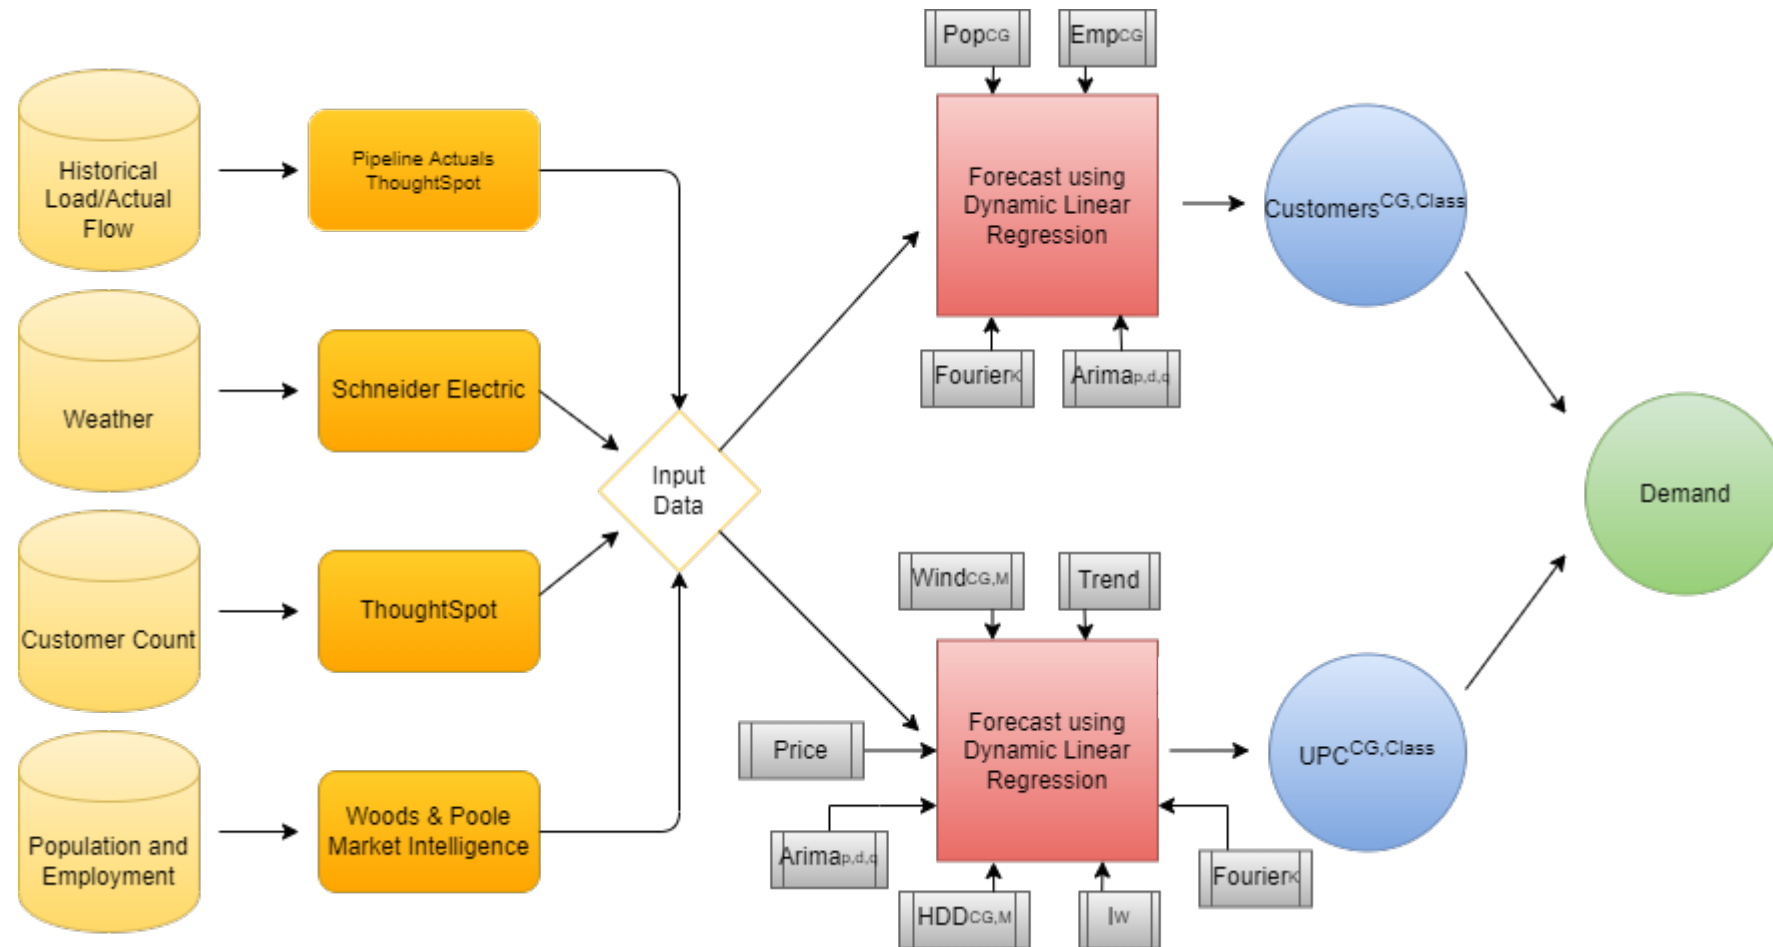 Historical
Load/Actual
Flow
Pipeline Actuals
ThoughtSpot
Weather
Schneider Electric
Customer Count
ThoughtSpot
Population and
Employment
Woods & Poole
Market Intelligence
Input
Data
PopCG
EmpCG
Forecast using
Dynamic Linear
Regression
FourierK
Arimap,d,q
CustomersCG,Class
WindCG,M
Trend
Price
Forecast using
Dynamic Linear
Regression
Arimap,d,q
HDDCG,M
IW
FourierK
UPCCG,Class
Demand